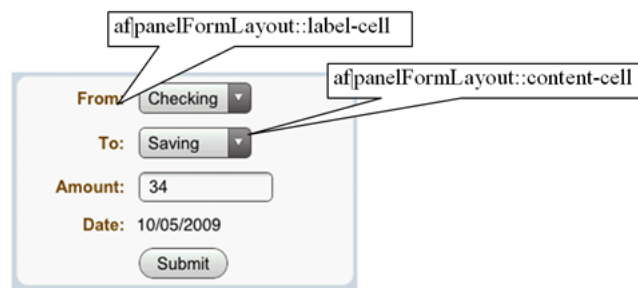 af|panelFormLayout::label-cell
af|panelFormLayout::content-cell
From: Checking
To: Saving
Amount: 34
Date: 10/05/2009
Submit